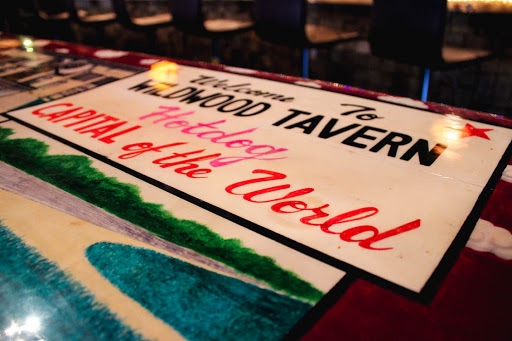 Welcome To
WILDWOOD TAVERN
Hotdog
CAPITAL of the World